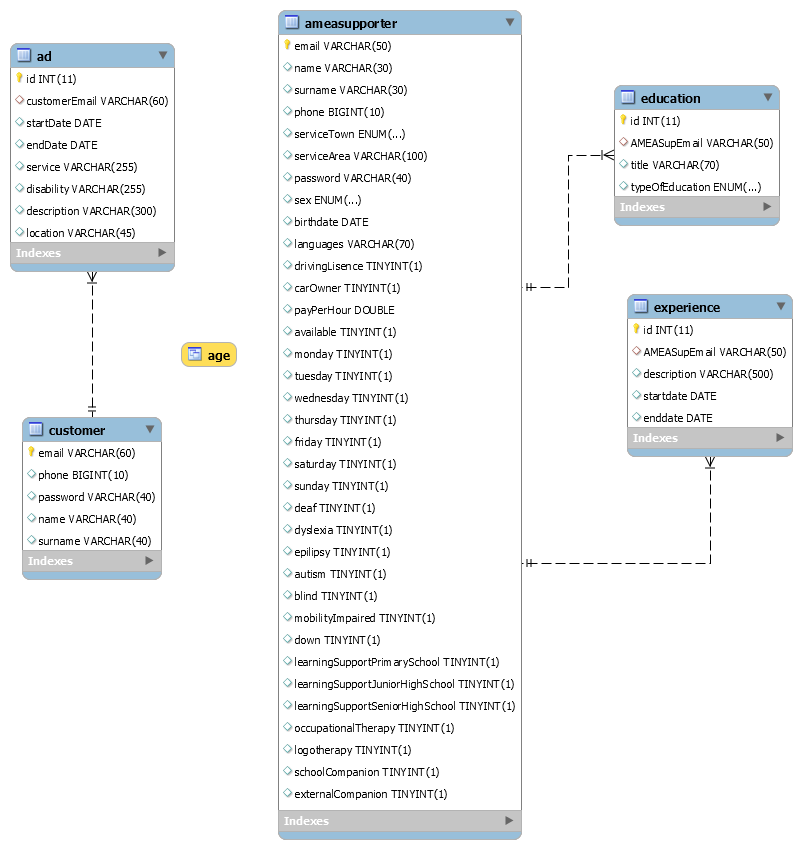 ad
id INT(11)
customerEmail VARCHAR(60)
startDate DATE
endDate DATE
service VARCHAR(255)
disability VARCHAR(255)
description VARCHAR(300)
location VARCHAR(45)
Indexes
customer
email VARCHAR(60)
phone BIGINT(10)
password VARCHAR(40)
name VARCHAR(40)
surname VARCHAR(40)
Indexes
age
ameasupporter
email VARCHAR(50)
name VARCHAR(30)
surname VARCHAR(30)
phone BIGINT(10)
serviceTown ENUM(...)
serviceArea VARCHAR(100)
password VARCHAR(40)
sex ENUM(...)
birthdate DATE
languages VARCHAR(70)
drivingLisence TINYINT(1)
carOwner TINYINT(1)
payPerHour DOUBLE
available TINYINT(1)
monday TINYINT(1)
tuesday TINYINT(1)
wednesday TINYINT(1)
thursday TINYINT(1)
friday TINYINT(1)
saturday TINYINT(1)
sunday TINYINT(1)
deaf TINYINT(1)
dyslexia TINYINT(1)
epilipsy TINYINT(1)
autism TINYINT(1)
blind TINYINT(1)
mobilityImpaired TINYINT(1)
down TINYINT(1)
learningSupportPrimarySchool TINYINT(1)
learningSupportJuniorHighSchool TINYINT(1)
learningSupportSeniorHighSchool TINYINT(1)
occupationalTherapy TINYINT(1)
logotherapy TINYINT(1)
schoolCompanion TINYINT(1)
externalCompanion TINYINT(1)
Indexes
education
id INT(11)
AMEASupEmail VARCHAR(50)
title VARCHAR(70)
typeOfEducation ENUM(...)
Indexes
experience
id INT(11)
AMEASupEmail VARCHAR(50)
description VARCHAR(500)
startdate DATE
enddate DATE
Indexes